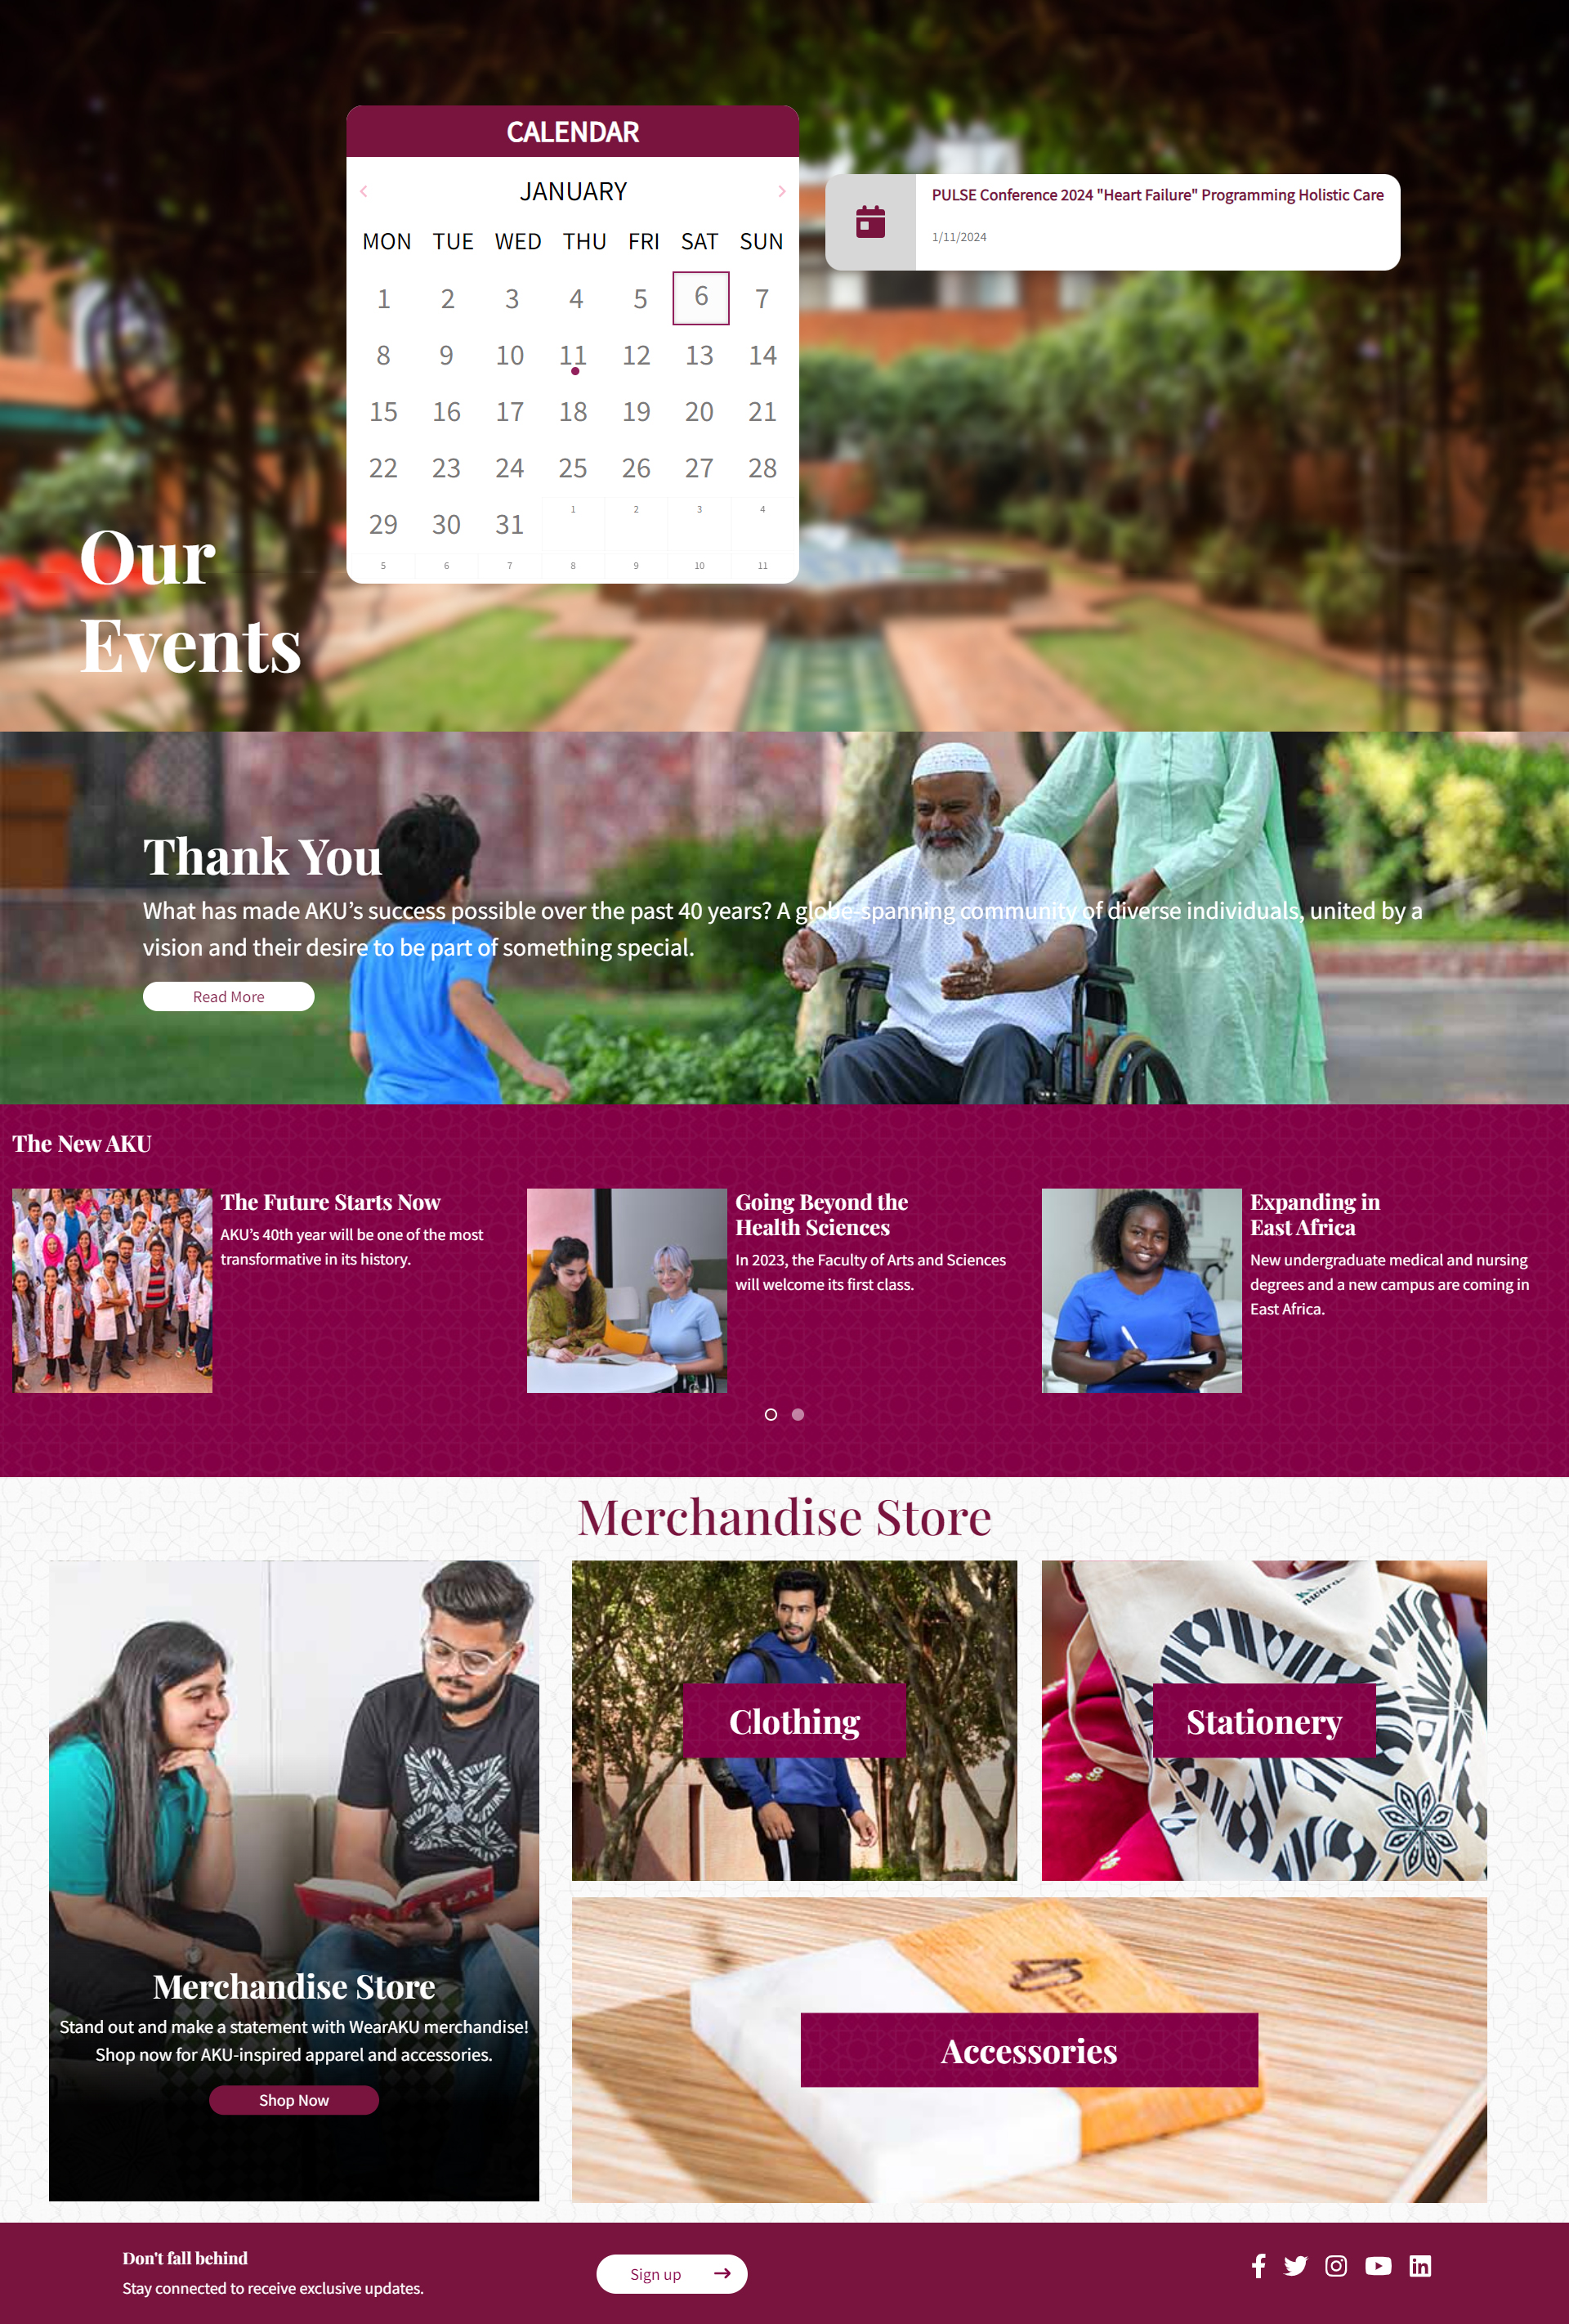 CALENDAR
JANUARY
MON TUE WED THU FRI SAT SUN
1 2 3 4 5 6 7
8 9 10 11 12 13 14
15 16 17 18 19 20 21
22 23 24 25 26 27 28
29 30 31 1 2 3 4
5 6 7 8 9 10 11
PULSE Conference 2024 "Heart Failure" Programming Holistic Care
1/11/2024
Our
Events
Thank You
What has made AKU’s success possible over the past 40 years? A globe-spanning community of diverse individuals, united by a
vision and their desire to be part of something special.
Read More
The New AKU
The Future Starts Now
AKU’s 40th year will be one of the most
transformative in its history.
Going Beyond the
Health Sciences
In 2023, the Faculty of Arts and Sciences
will welcome its first class.
Expanding in
East Africa
New undergraduate medical and nursing
degrees and a new campus are coming in
East Africa.
Merchandise Store
Merchandise Store
Stand out and make a statement with WearAKU merchandise!
Shop now for AKU-inspired apparel and accessories.
Shop Now
Clothing
Stationery
Accessories
Don't fall behind
Stay connected to receive exclusive updates.
Sign up